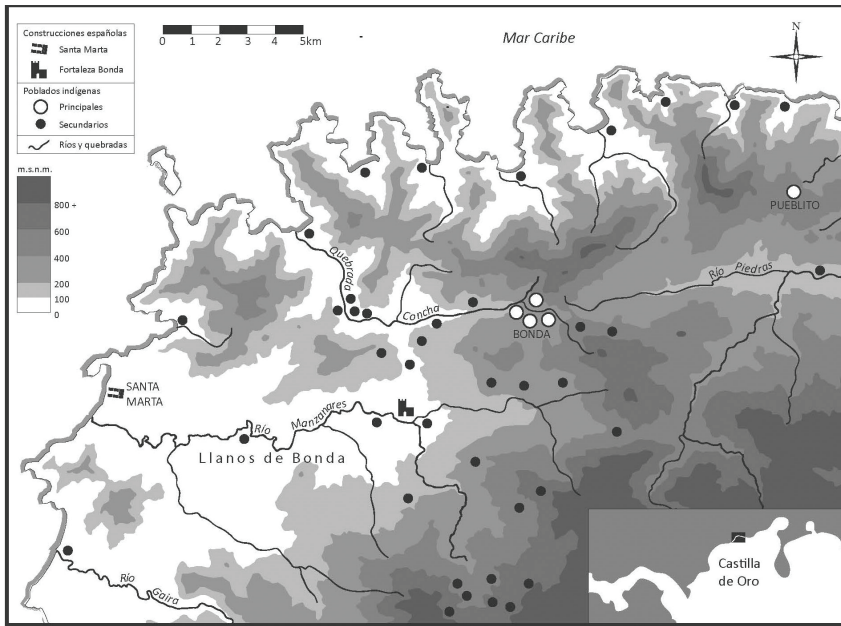 Construcciones españolas
Santa Marta
Fortaleza Bonda
Poblados indígenas
Principales
Secundarios
Ríos y quebradas
0 1 2 3 4 5km
Mar Caribe
N
m.s.n.m.
800 +
600
400
200
100
0
PUEBLITO
Quebrada
Concha
Río Piedras
BONDA
SANTA
MARTA
Río Manzanares
Llanos de Bonda
Río
Gaira
Castilla
de Oro